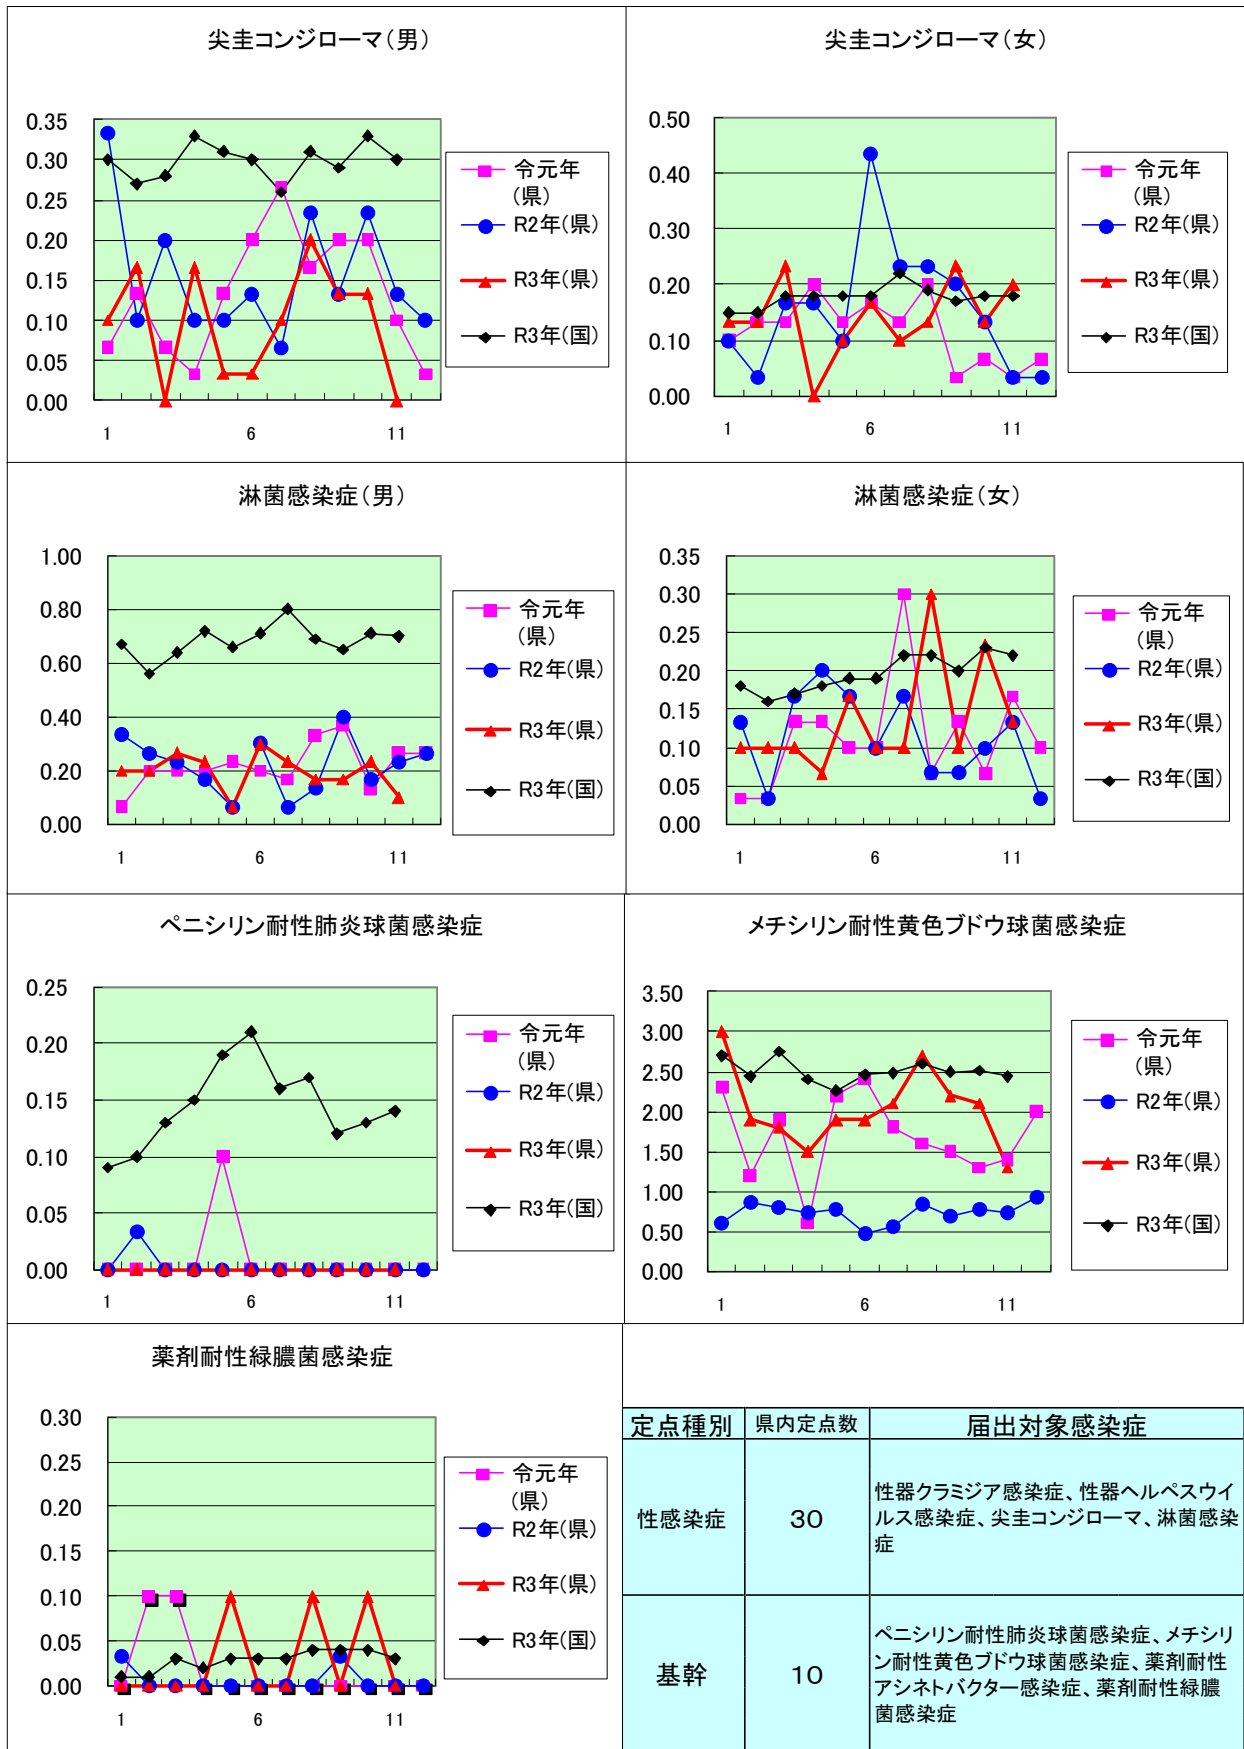 尖圭コンジローマ(男)
0.35
0.30
0.25
0.20
0.15
0.10
0.05
0.00
1
6
11
令元年
(県)
R2年(県)
R3年(県)
R3年(国)
尖圭コンジローマ(女)
0.50
0.40
0.30
0.20
0.10
0.00
1
6
11
令元年
(県)
R2年(県)
R3年(県)
R3年(国)
淋菌感染症(男)
1.00
0.80
0.60
0.40
0.20
0.00
1
6
11
令元年
(県)
R2年(県)
R3年(県)
R3年(国)
淋菌感染症(女)
0.35
0.30
0.25
0.20
0.15
0.10
0.05
0.00
1
6
11
令元年
(県)
R2年(県)
R3年(県)
R3年(国)
ペニシリン耐性肺炎球菌感染症
0.25
0.20
0.15
0.10
0.05
0.00
1
6
11
令元年
(県)
R2年(県)
R3年(県)
R3年(国)
メチシリン耐性黄色ブドウ球菌感染症
3.50
3.00
2.50
2.00
1.50
1.00
0.50
0.00
1
6
11
令元年
(県)
R2年(県)
R3年(県)
R3年(国)
薬剤耐性緑膿菌感染症
0.30
0.25
0.20
0.15
0.10
0.05
0.00
1
6
11
令元年
(県)
R2年(県)
R3年(県)
R3年(国)
定点種別 県内定点数 届出対象感染症
性感染症 30
性器クラミジア感染症、性器ヘルペスウイ
ルス感染症、尖圭コンジローマ、淋菌感染
症
基幹 10
ペニシリン耐性肺炎球菌感染症、メチシリ
ン耐性黄色ブドウ球菌感染症、薬剤耐性
アシネトバクター感染症、薬剤耐性緑膿
菌感染症